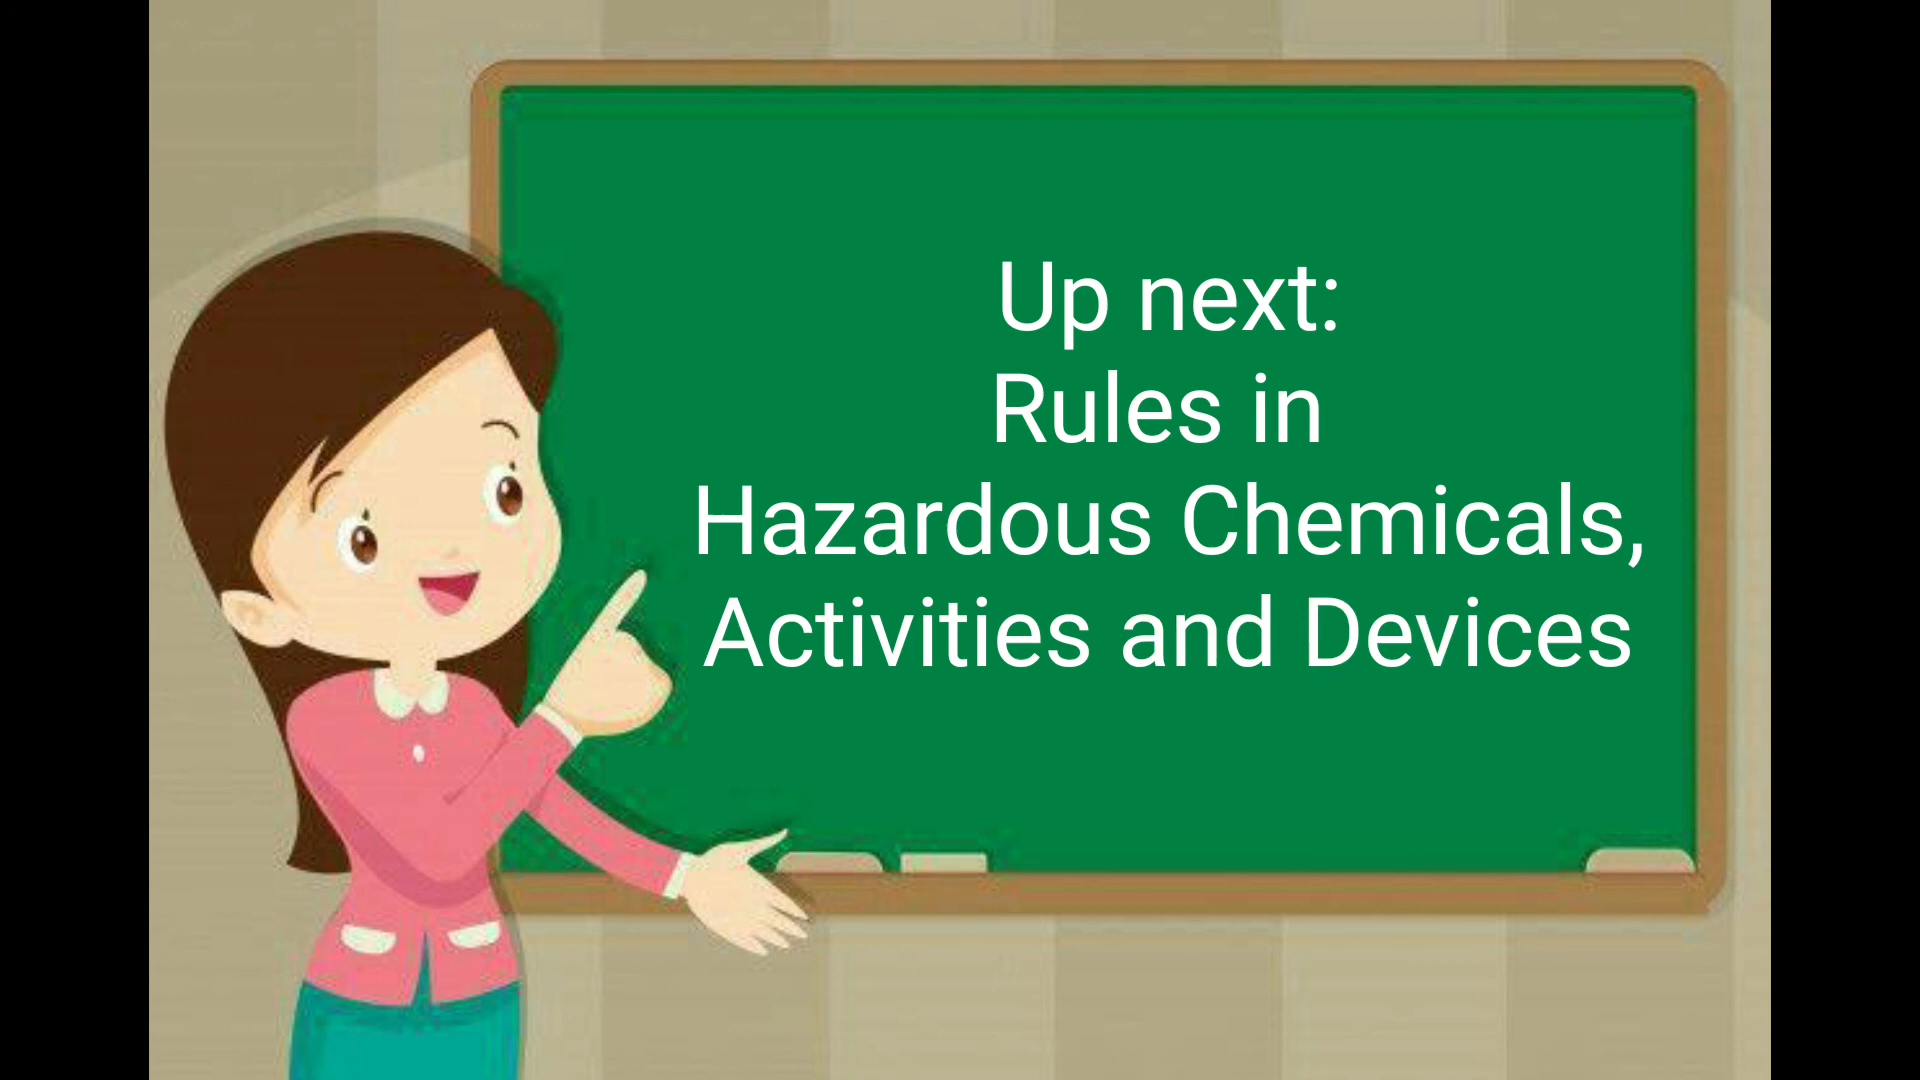 Up next:
Rules in
Hazardous Chemicals,
Activities and Devices